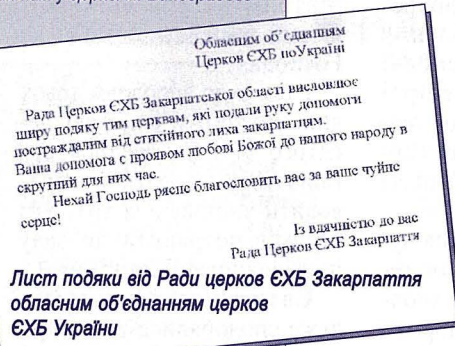 Обласним об'єднанням
Церков ЄХБ поУкраїні
Рада Церков ЄХБ Закарпатської області висловлює
щиру подяку тим церквам, які подали руку допомоги
постраждалим від стихійного лиха закарпатцям.
Ваша допомога є проявом любові Божої до нашого народу в
скрутний для них час.
Нехай Господь рясне благословить вас за ваше чуйне
серце!
Із вдячністю до вас
Рада Церков ЄХБ Закарпаття
Лист подяки від Ради церков ЄХБ Закарпаття
обласним об'єднанням церков
ЄХБ України